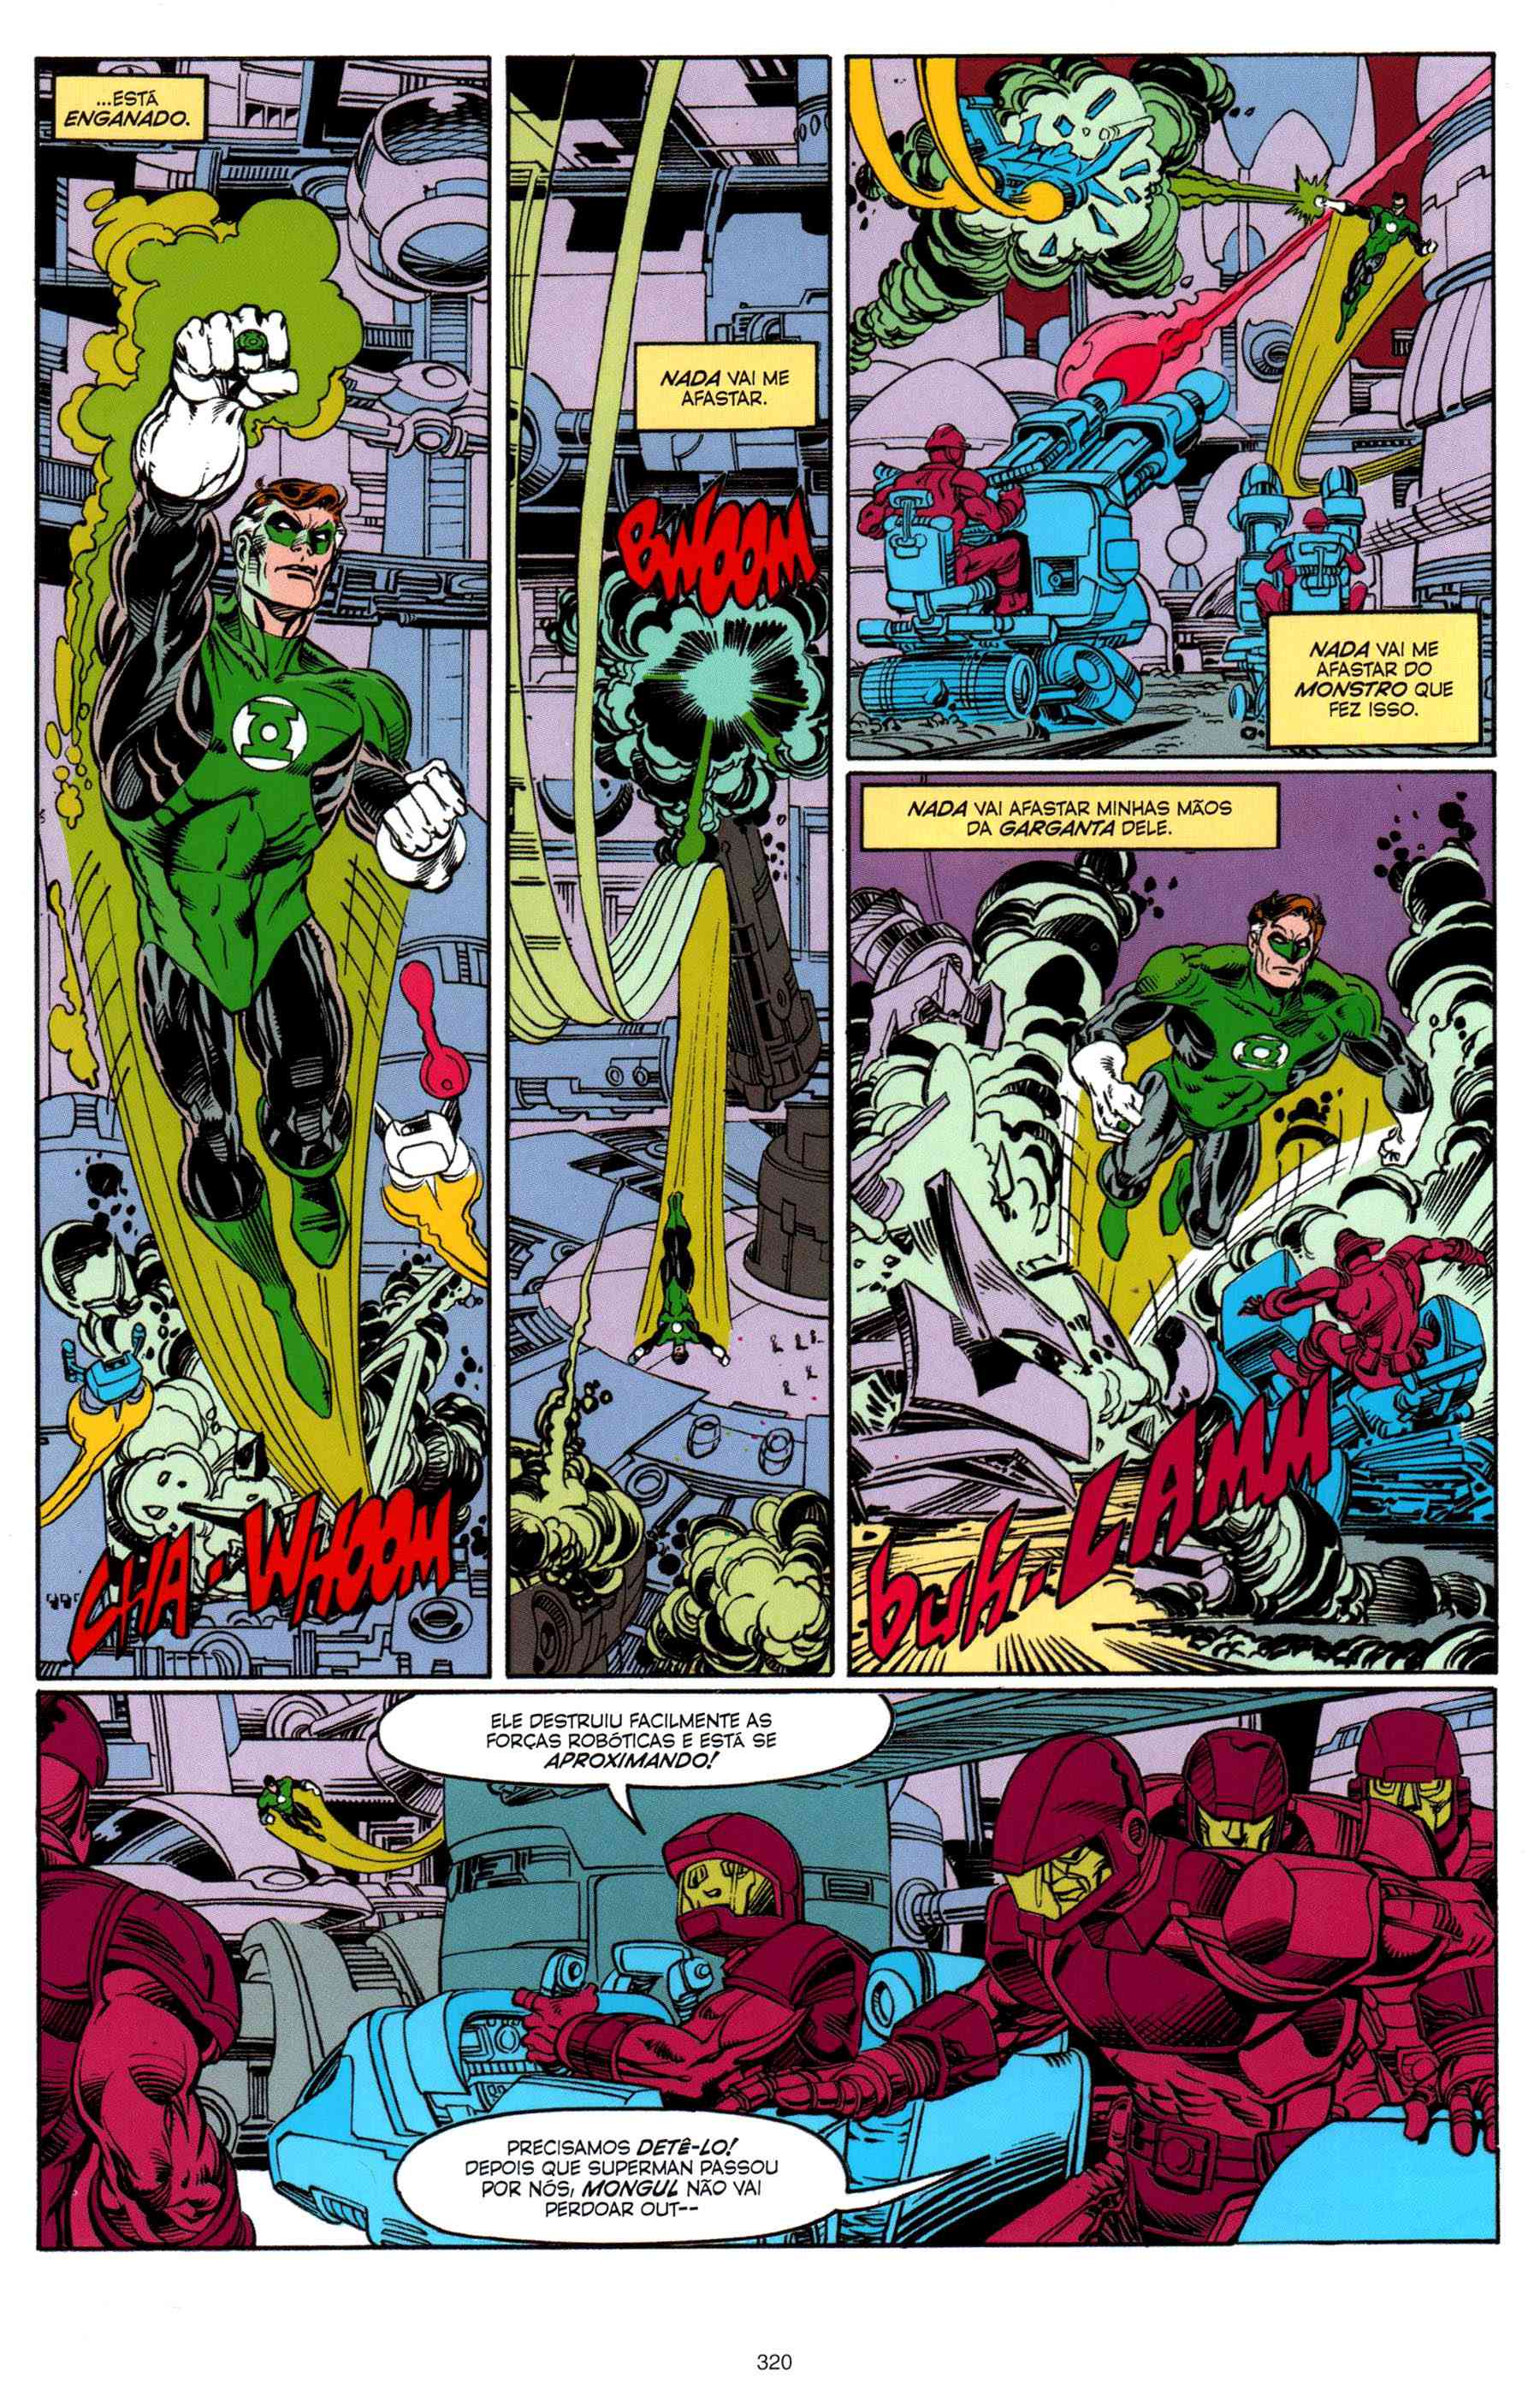 ...ESTÁ
ENGANADO.
CHA-WHOOM
NADA VAI ME
AFASTAR.
BWOOM
NADA VAI ME
AFASTAR DO
MONSTRO QUE
FEZ ISSO.
NADA VAI AFASTAR MINHAS MÃOS
DA GARGANTA DELE.
buh-LAMM
ELE DESTRUIU FACILMENTE AS
FORÇAS ROBÓTICAS E ESTÁ SE
APROXIMANDO!
PRECISAMOS DETÊ-LO!
DEPOIS QUE SUPERMAN PASSOU
POR NÓS, MONGUL NÃO VAI
PERDOAR OUT--
320